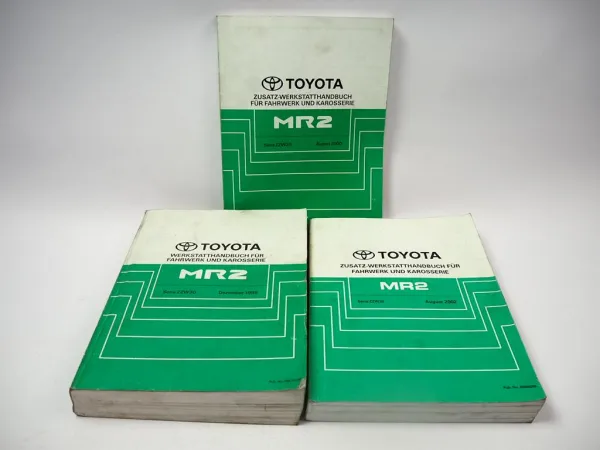 TOYOTA
ZUSATZ-WERKSTATTHANDBUCH
FÜR FAHRWERK UND KAROSSERIE
MR2
TOYOTA
WERKSTATTHANDBUCH FÜR
FAHRWERK UND KAROSSERIE
MR2
TOYOTA
ZUSATZ-WERKSTATTHANDBUCH FÜR
FAHRWERK UND KAROSSERIE
MR2
August